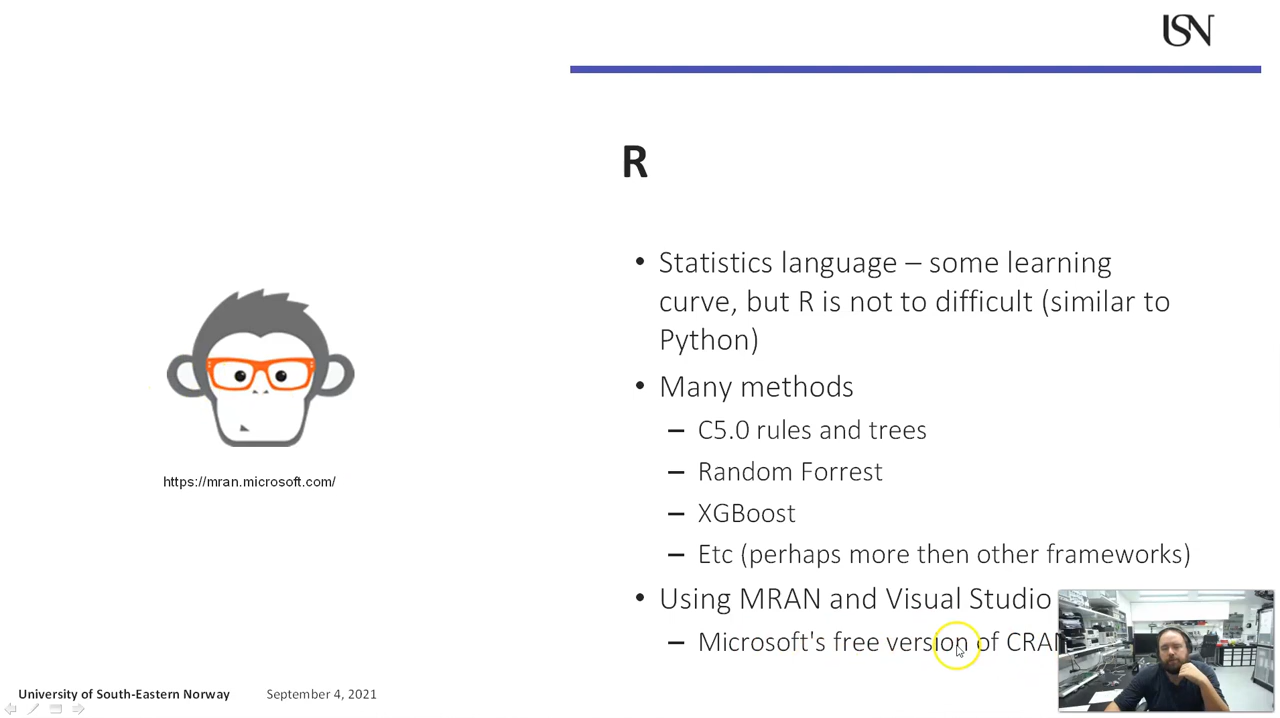 USN
R
• Statistics language – some learning
curve, but R is not to difficult (similar to
Python)
• Many methods
– C5.0 rules and trees
– Random Forrest
– XGBoost
– Etc (perhaps more then other frameworks)
• Using MRAN and Visual Studio
– Microsoft's free version of CRAN
https://mran.microsoft.com/
University of South-Eastern Norway September 4, 2021